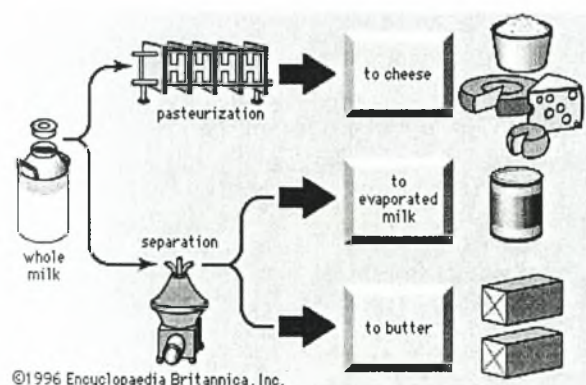 pasteurization
to cheese
to
evaporated
milk
whole
milk
separation
to butter
©1996 Encyclopaedia Britannica, Inc.